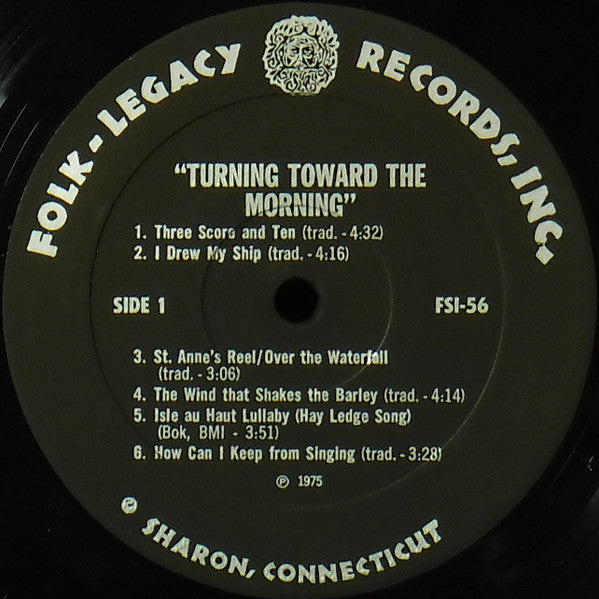 FOLK-LEGACY RECORDS, INC.
"TURNING TOWARD THE
MORNING"
1. Three Score and Ten (trad. - 4:32)
2. I Drew My Ship (trad. - 4:16)
SIDE 1 FSI-56
3. St. Anne's Reel/Over the Waterfall
(trad. - 3:06)
4. The Wind that Shakes the Barley (trad. - 4:14)
5. Isle au Haut Lullaby (Hay Ledge Song)
(Bok, BMI - 3:51)
6. How Can I Keep from Singing (trad. - 3:28)
℗ 1975
℗ SHARON, CONNECTICUT